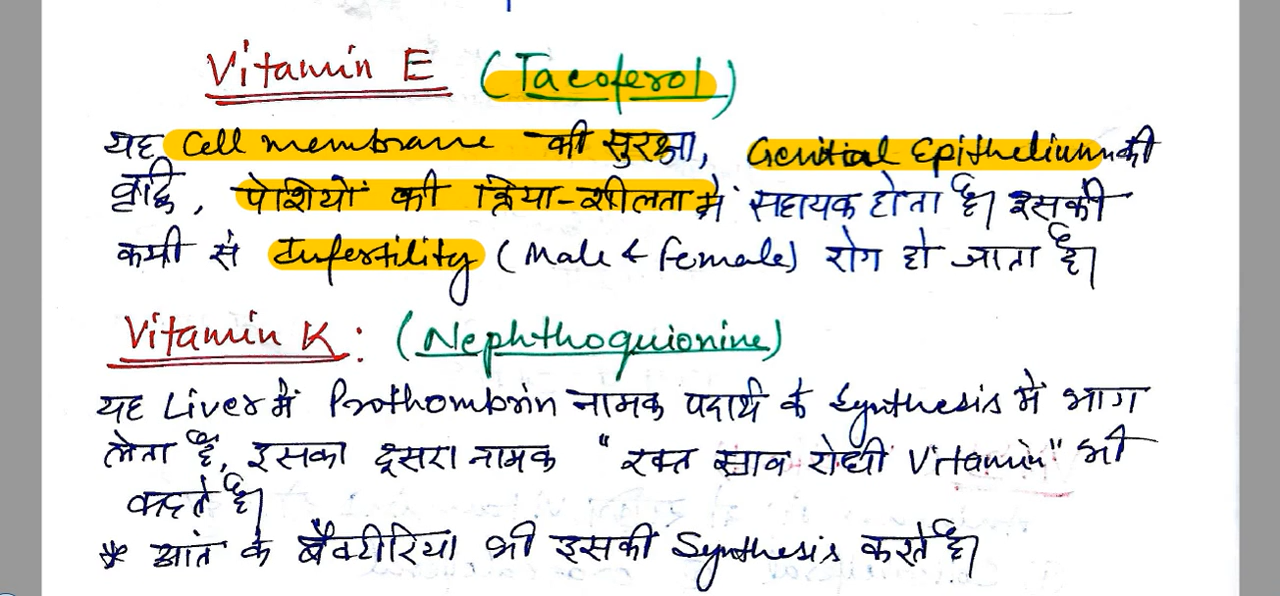 Vitamin E (Tacoferol)
यह Cell membrane की सुरक्षा, Genitial Epithelium की
वृद्धि, पेशियों की क्रिया-शीलता में सहायक होता है। इसकी
कमी से Infertility (Male & Female) रोग हो जाता है।
Vitamin K: (Nephthoquionine)
यह Liver में Prothombrin नामक पदार्थ के Synthesis में भाग
लेता है, इसका दूसरा नामक "रक्त स्राव रोधी Vitamin" भी
कहते है।
* आंत के बैक्टीरिया भी इसकी Synthesis करते है।